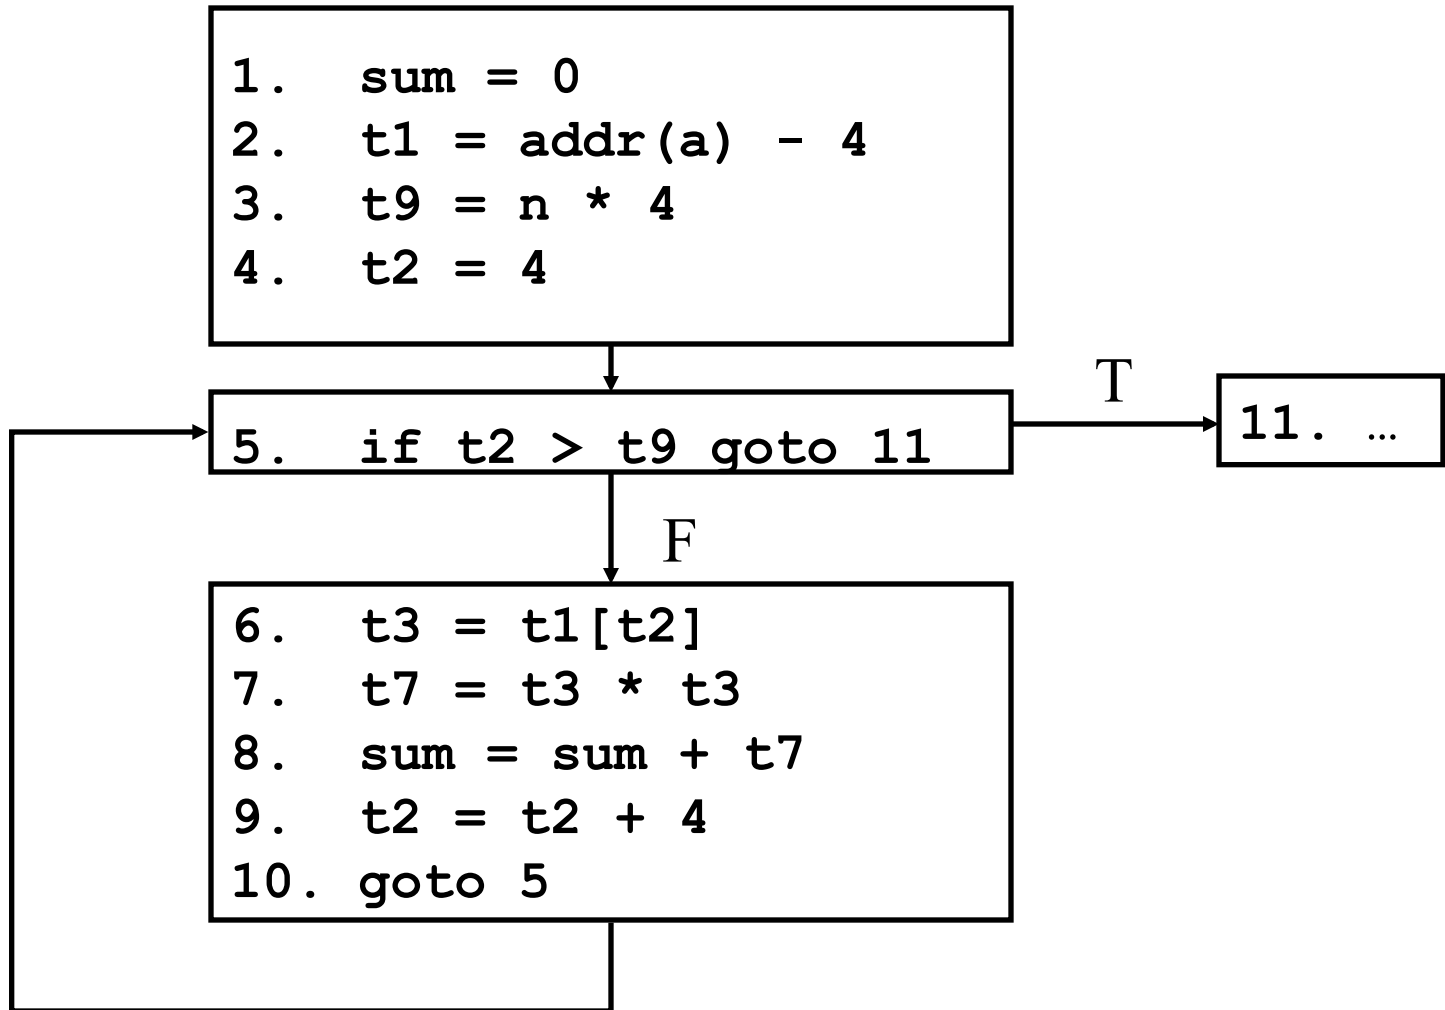 1. sum = 0
2. t1 = addr(a) - 4
3. t9 = n * 4
4. t2 = 4
T
5. if t2 > t9 goto 11
11. …
F
6. t3 = t1[t2]
7. t7 = t3 * t3
8. sum = sum + t7
9. t2 = t2 + 4
10. goto 5